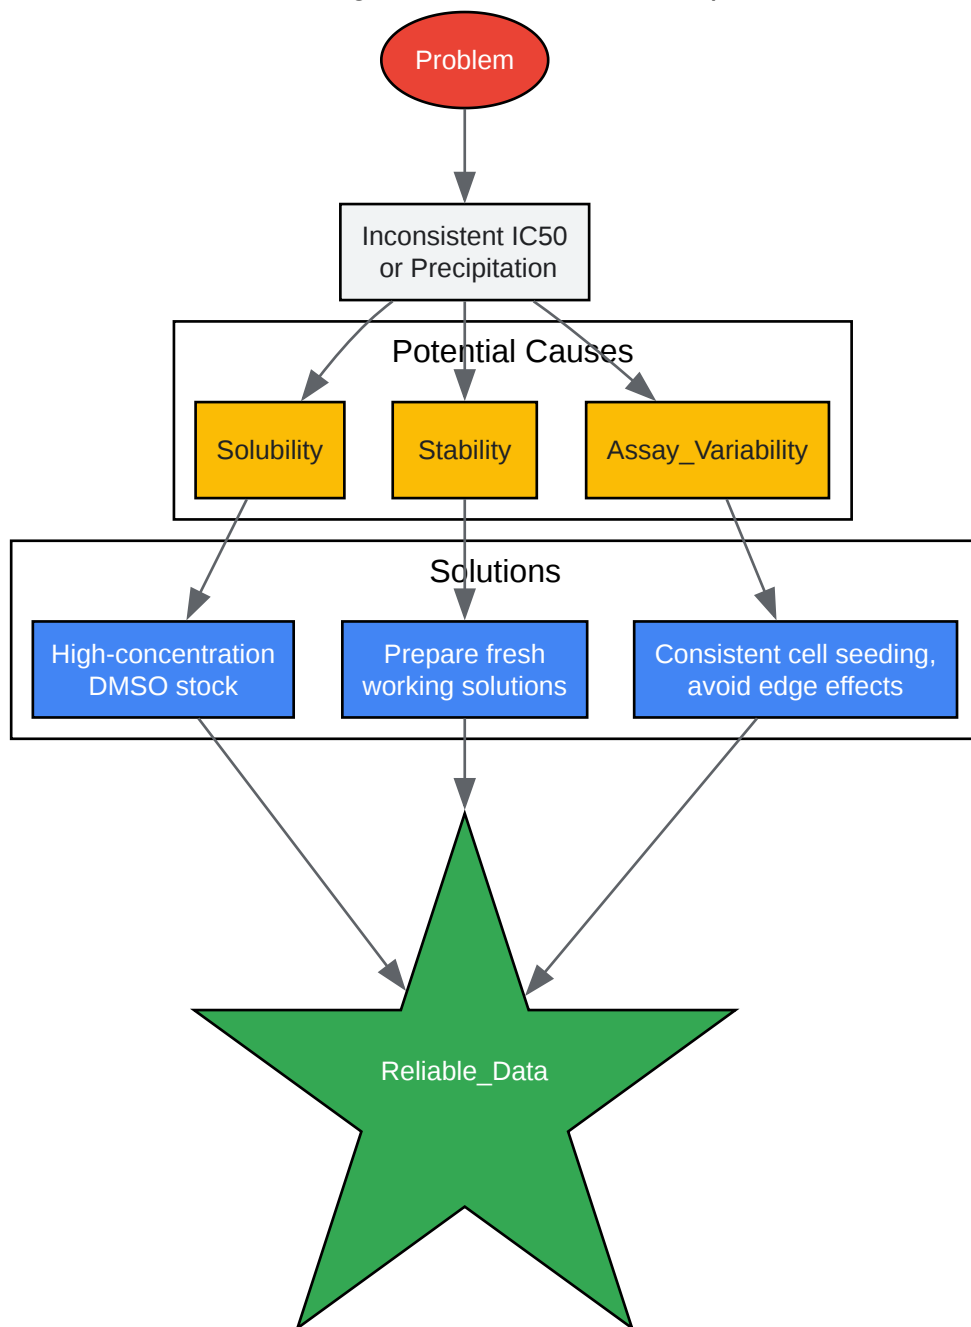 Problem
Inconsistent IC50
or Precipitation
Potential Causes
Solubility
Stability
Assay_Variability
Solutions
High-concentration
DMSO stock
Prepare fresh
working solutions
Consistent cell seeding,
avoid edge effects
Reliable_Data